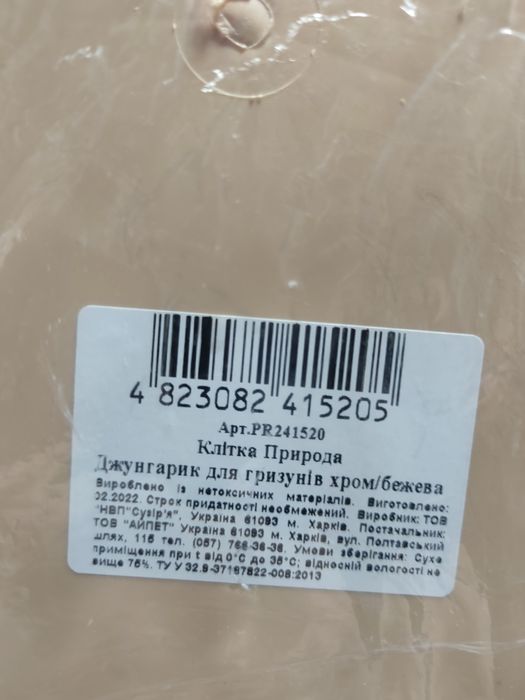 4 823082 415205
Арт.PR241520
Клітка Природа
Джунгарик для гризунів хром/бежева
Вироблено із нетоксичних матеріалів. Виготовлено:
02.2022. Строк придатності необмежений. Виробник: ТОВ
"НВП"Сузір'я". Україна 61093 м. Харків. Постачальник:
ТОВ "АЙПЕТ" Україна 61093 м. Харків, вул. Полтавський
шлях, 115 тел. (057) 766-36-36. Умови зберігання: Сухе
приміщення при t від 0°С до 35°С; відносній вологості не
вище 75%. ТУ У 32.9-37167822-008:2013